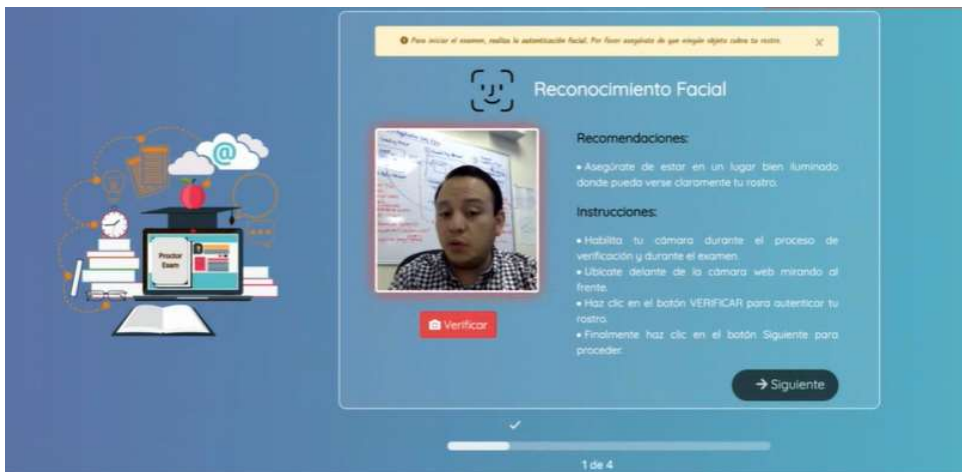 Para iniciar el examen, realiza la autenticación facial. Por favor asegúrate de que ningún objeto cubra tu rostro.
Reconocimiento Facial
Recomendaciones:
• Asegúrate de estar en un lugar bien iluminado
donde pueda verse claramente tu rostro.
Instrucciones:
• Habilita tu cámara durante el proceso de
verificación y durante el examen.
• Ubícate delante de la cámara web mirando al
frente.
• Haz clic en el botón VERIFICAR para autenticar tu
rostro.
• Finalmente haz clic en el botón Siguiente para
proceder.
Verificar
→ Siguiente
Proctor
Exam
@
1 de 4